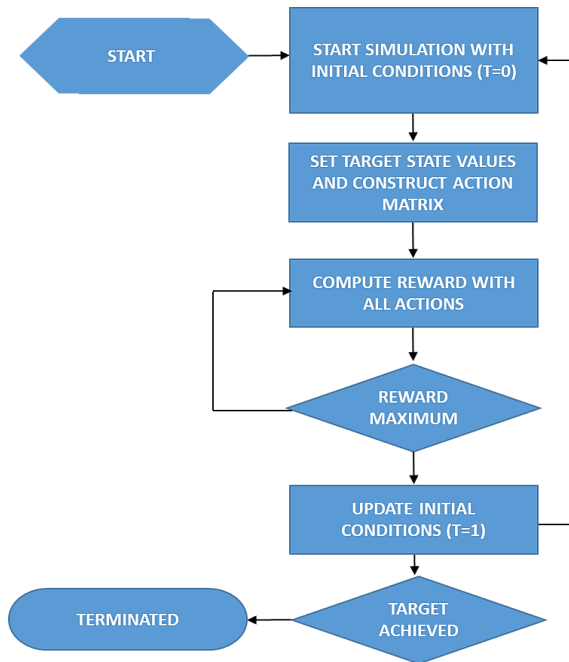 START
START SIMULATION WITH
INITIAL CONDITIONS (T=0)
SET TARGET STATE VALUES
AND CONSTRUCT ACTION
MATRIX
COMPUTE REWARD WITH
ALL ACTIONS
REWARD
MAXIMUM
UPDATE INITIAL
CONDITIONS (T=1)
TERMINATED
TARGET
ACHIEVED